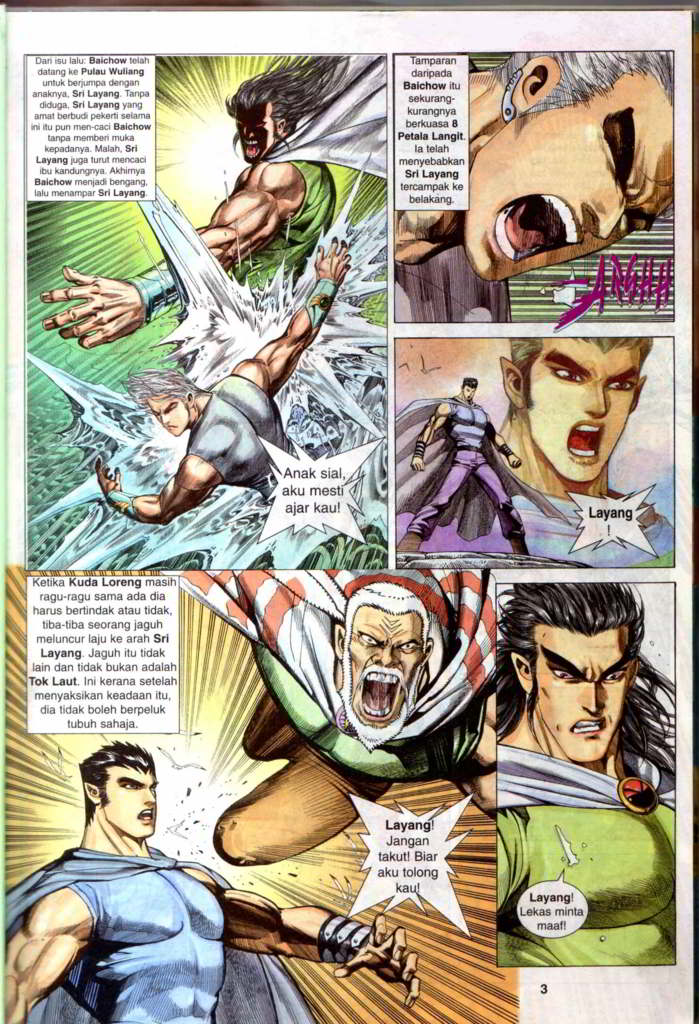 Dari isu lalu: Baichow telah
datang ke Pulau Wuliang
untuk berjumpa dengan
anaknya, Sri Layang. Tanpa
diduga, Sri Layang yang
amat berbudi pekerti selama
ini itu pun men-caci Baichow
tanpa memberi muka
kepadanya. Malah, Sri
Layang juga turut mencaci
ibu kandungnya. Akhirnya
Baichow menjadi bengang,
lalu menampar Sri Layang.
Anak sial,
aku mesti
ajar kau!
Tamparan
daripada
Baichow itu
sekurang-
kurangnya
berkuasa 8
Petala Langit.
Ia telah
menyebabkan
Sri Layang
tercampak ke
belakang.
ARGHH
Layang
!
Ketika Kuda Loreng masih
ragu-ragu sama ada dia
harus bertindak atau tidak,
tiba-tiba seorang jaguh
meluncur laju ke arah Sri
Layang. Jaguh itu tidak
lain dan tidak bukan adalah
Tok Laut. Ini kerana setelah
menyaksikan keadaan itu,
dia tidak boleh berpeluk
tubuh sahaja.
Layang!
Jangan
takut! Biar
aku tolong
kau!
Layang!
Lekas minta
maaf!
3